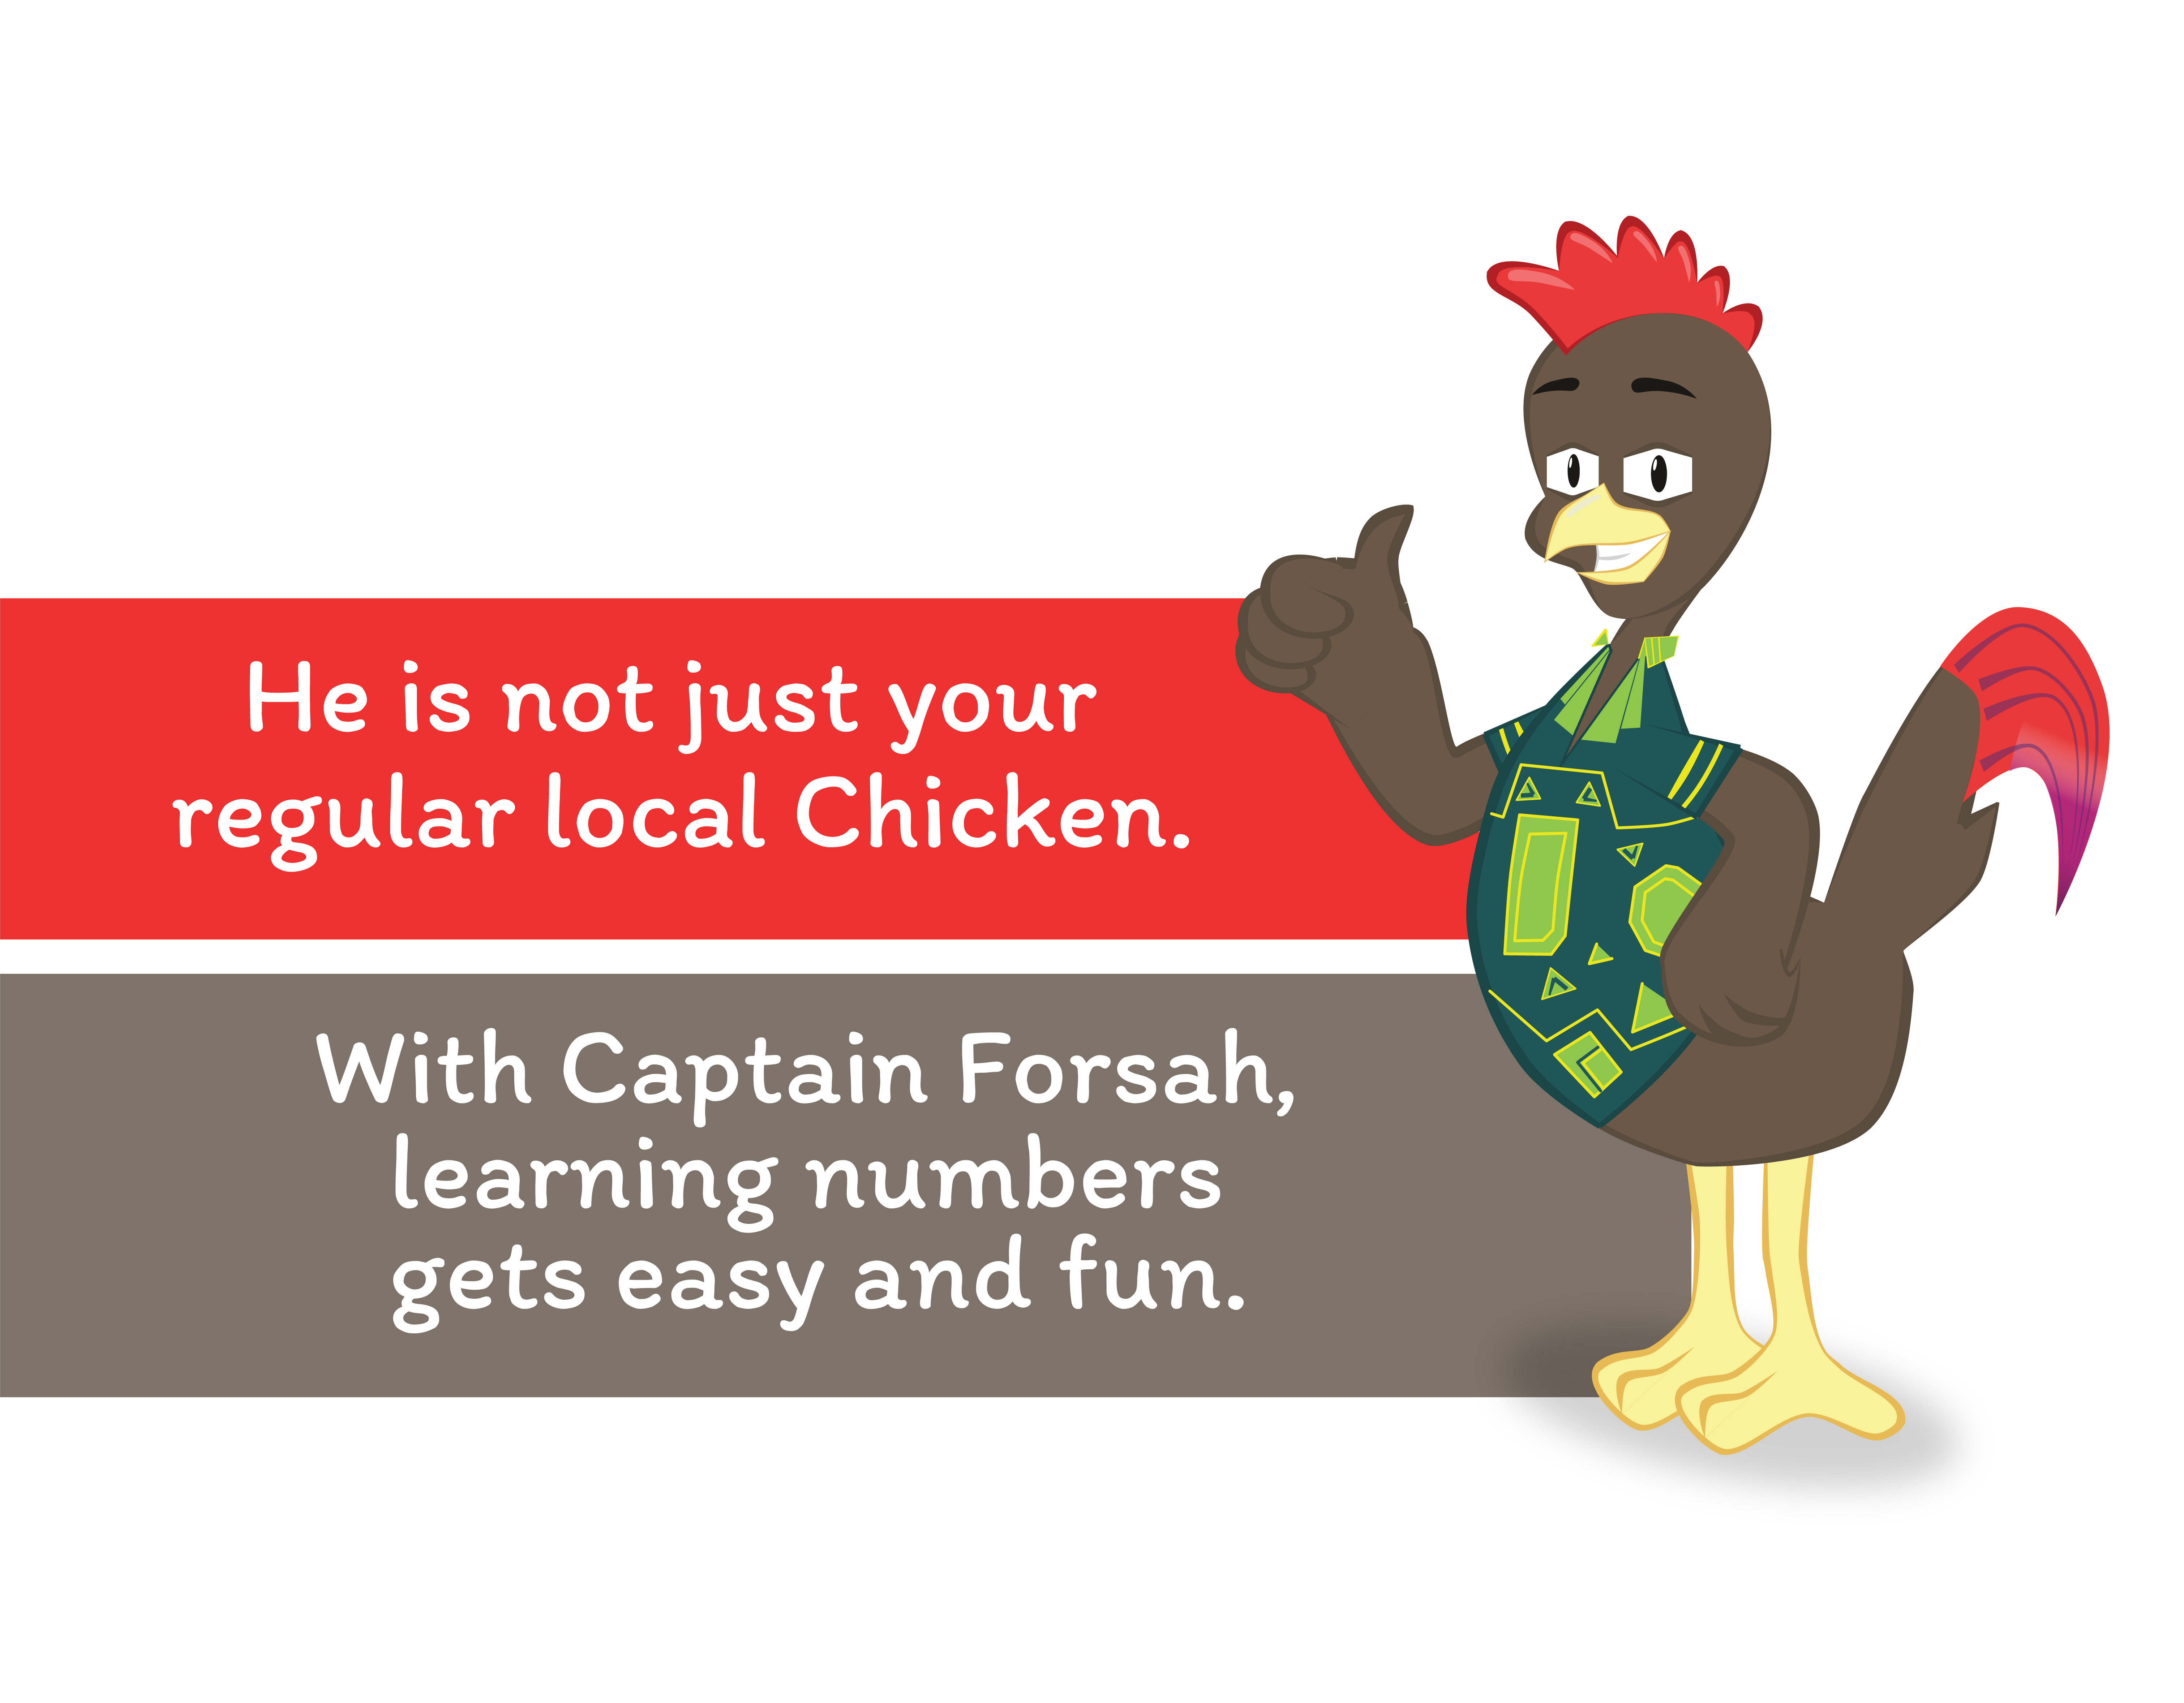 He is not just your
regular local Chicken.
With Captain Forsah,
learning numbers
gets easy and fun.